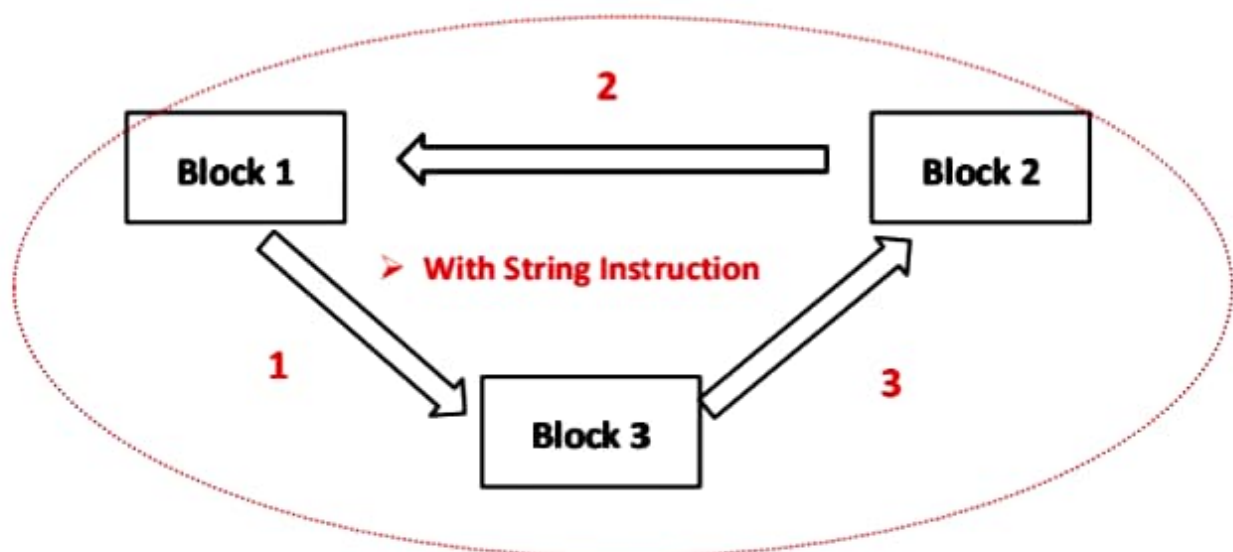 2
Block 1
Block 2
➢ With String Instruction
1
3
Block 3